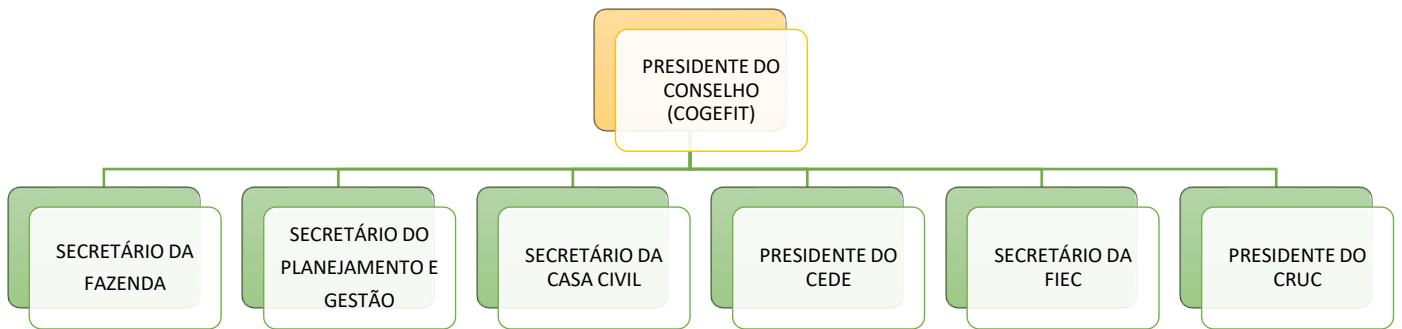 PRESIDENTE DO
CONSELHO
(COGEFIT)
SECRETÁRIO DA
FAZENDA
SECRETÁRIO DO
PLANEJAMENTO E
GESTÃO
SECRETÁRIO DA
CASA CIVIL
PRESIDENTE DO
CEDE
SECRETÁRIO DA
FIEC
PRESIDENTE DO
CRUC